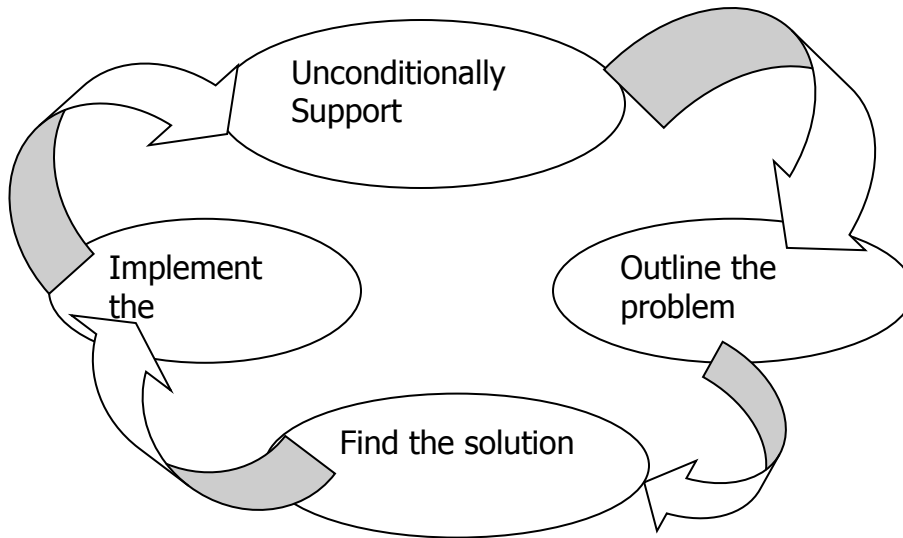 Unconditionally
Support
Outline the
problem
Find the solution
Implement
the